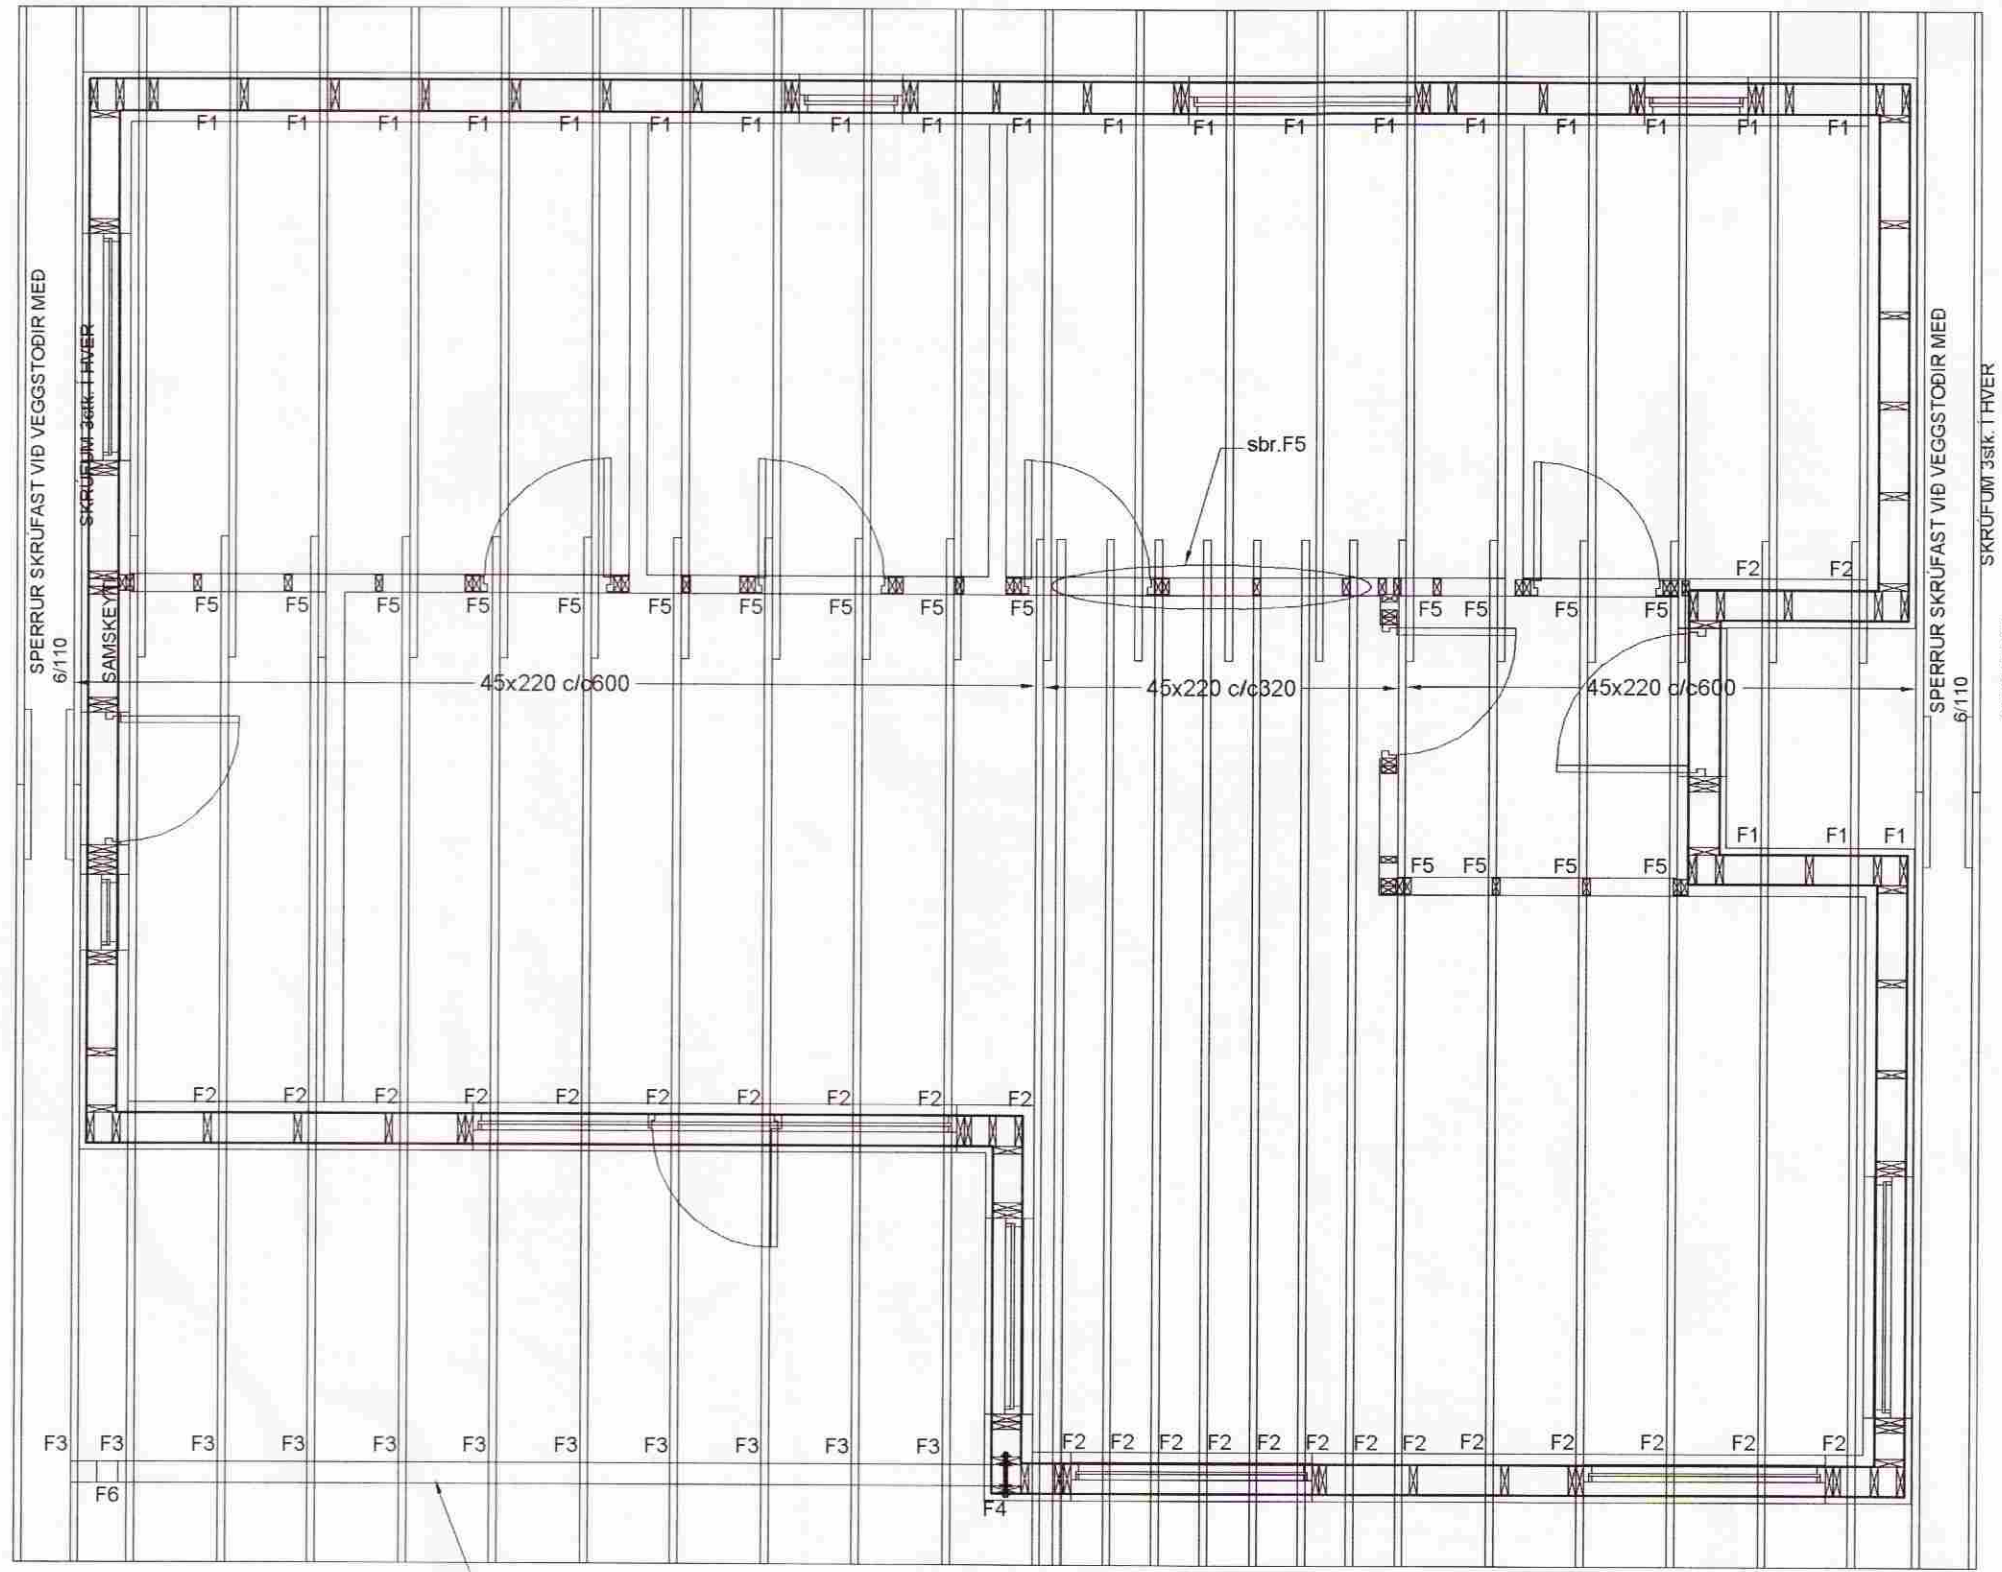 F1 F1 F1 F1 F1 F1 F1 F1 F1 F1 F1 F1 F1 F1 F1 F1 F1 F1 F1
SPERRUR SKRÚFAST VIÐ VEGGSTOÐIR MEÐ
6/110
SKRÚFUM 3stk. Í HVER
SAMSKEYTI
sbr.F5
SPERRUR SKRÚFAST VIÐ VEGGSTOÐIR MEÐ
6/110
SKRÚFUM 3stk. Í HVER
F2 F2
F5 F5 F5 F5 F5 F5 F5 F5 F5 F5 F5 F5 F5 F5
45x220 c/c600
45x220 c/c320
45x220 c/c600
F1 F1 F1
F5 F5 F5 F5
F2 F2 F2 F2 F2 F2 F2 F2 F2 F2
F3 F3 F3 F3 F3 F3 F3 F3 F3 F3 F3
F2 F2 F2 F2 F2 F2 F2 F2 F2 F2 F2 F2 F2
F6
F4